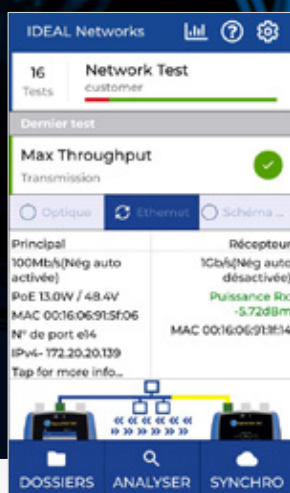 IDEAL Networks
16 Network Test
Tests customer
Dernier test
Max Throughput
Transmission
Optique Ethernet Schéma ...
Principal
100Mb/s(Nég auto
activée)
PoE 13.0W / 48.4V
MAC 00:16:06:91:5f:06
N° de port e14
IPv4- 172.20.20.139
Tap for more info...
Récepteur
1Gb/s(Nég auto
désactivée)
Puissance Rx
-5.72dBm
MAC 00:16:06:91:1f:14
DOSSIERS ANALYSER SYNCHRO